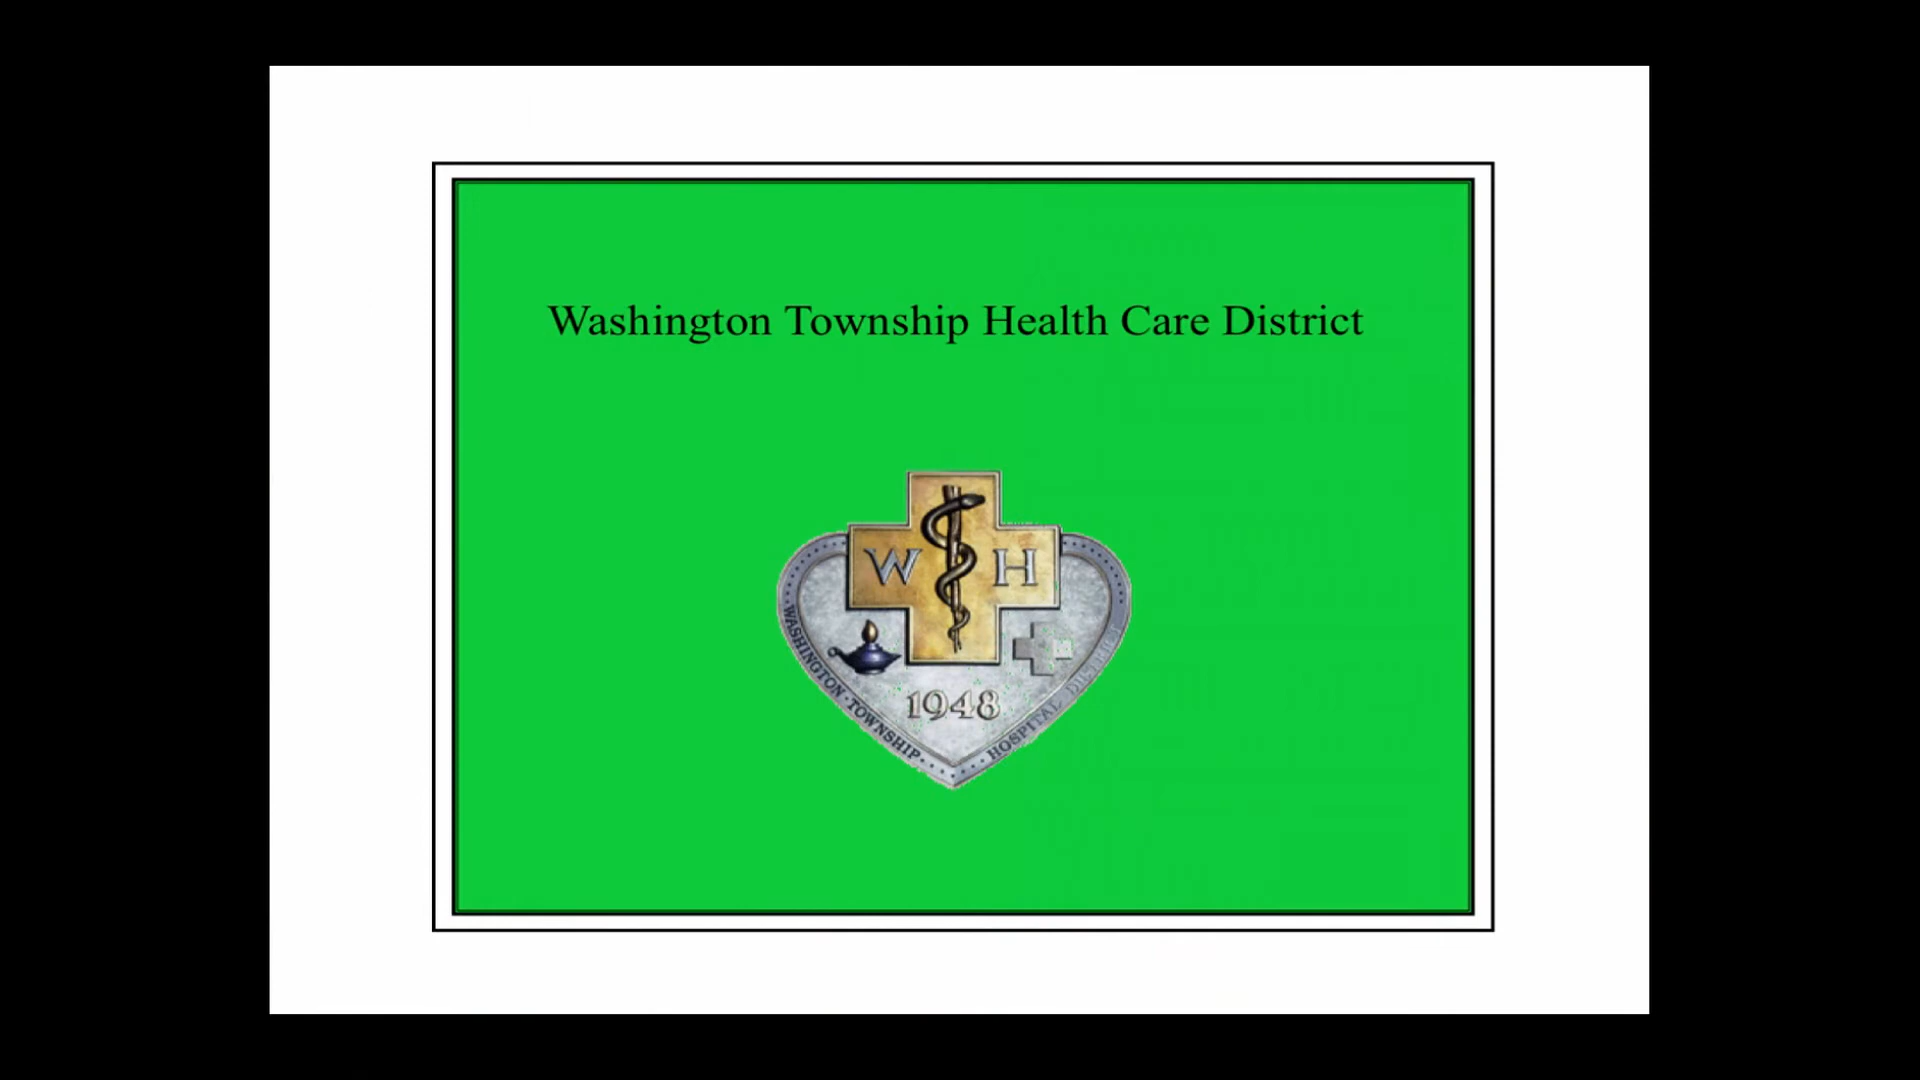 Washington Township Health Care District
W H
1948
WASHINGTON · TOWNSHIP
HOSPITAL DISTRICT